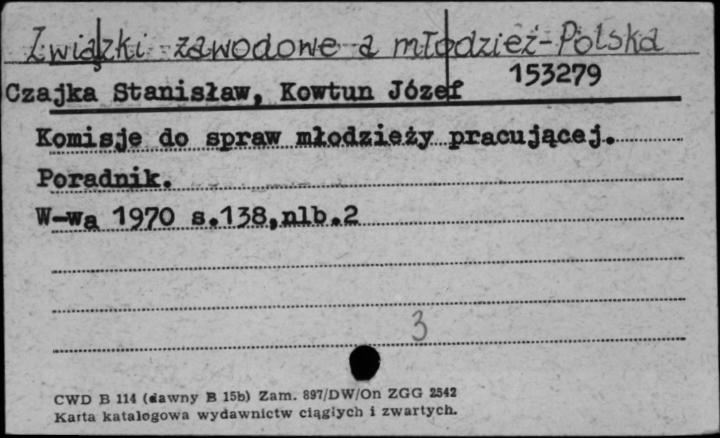 Związki zawodowe a młodzież-Polska
153279
Czajka Stanisław, Kowtun Józef
Komisje do spraw młodzieży pracującej.
Poradnik.
W-wa 1970 s.138,nlb.2
3
CWD B 114 (dawny B 15b) Zam. 897/DW/On ZGG 2542
Karta katalogowa wydawnictw ciągłych i zwartych.